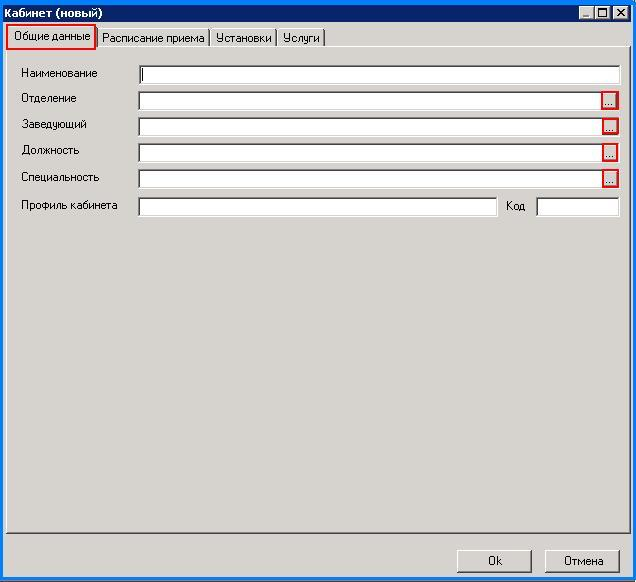 Кабинет (новый)
Общие данные Расписание приема Установки Услуги
Наименование
Отделение ...
Заведующий ...
Должность ...
Специальность ...
Профиль кабинета Код
Ok Отмена